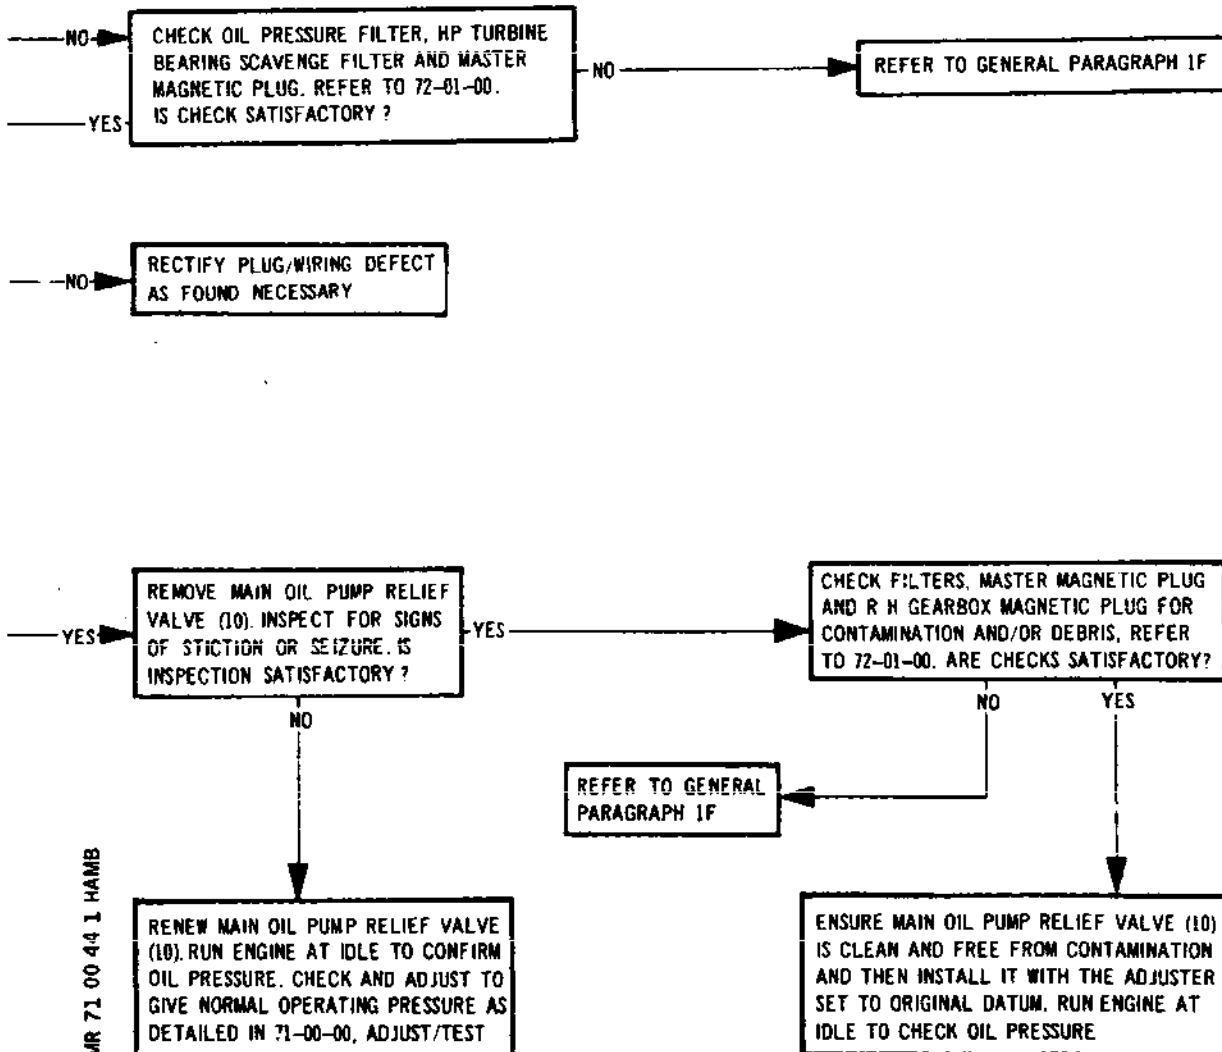 NO
CHECK OIL PRESSURE FILTER, HP TURBINE
BEARING SCAVENGE FILTER AND MASTER
MAGNETIC PLUG. REFER TO 72-01-00.
IS CHECK SATISFACTORY ?
YES
NO
REFER TO GENERAL PARAGRAPH 1F
NO
RECTIFY PLUG/WIRING DEFECT
AS FOUND NECESSARY
YES
REMOVE MAIN OIL PUMP RELIEF
VALVE (10). INSPECT FOR SIGNS
OF STICTION OR SEIZURE. IS
INSPECTION SATISFACTORY ?
YES
CHECK FILTERS, MASTER MAGNETIC PLUG
AND R H GEARBOX MAGNETIC PLUG FOR
CONTAMINATION AND/OR DEBRIS, REFER
TO 72-01-00. ARE CHECKS SATISFACTORY?
NO
NO
YES
REFER TO GENERAL
PARAGRAPH 1F
RENEW MAIN OIL PUMP RELIEF VALVE
(10). RUN ENGINE AT IDLE TO CONFIRM
OIL PRESSURE. CHECK AND ADJUST TO
GIVE NORMAL OPERATING PRESSURE AS
DETAILED IN 71-00-00, ADJUST/TEST
ENSURE MAIN OIL PUMP RELIEF VALVE (10)
IS CLEAN AND FREE FROM CONTAMINATION
AND THEN INSTALL IT WITH THE ADJUSTER
SET TO ORIGINAL DATUM. RUN ENGINE AT
IDLE TO CHECK OIL PRESSURE
MR 71 00 44 1 HAMB